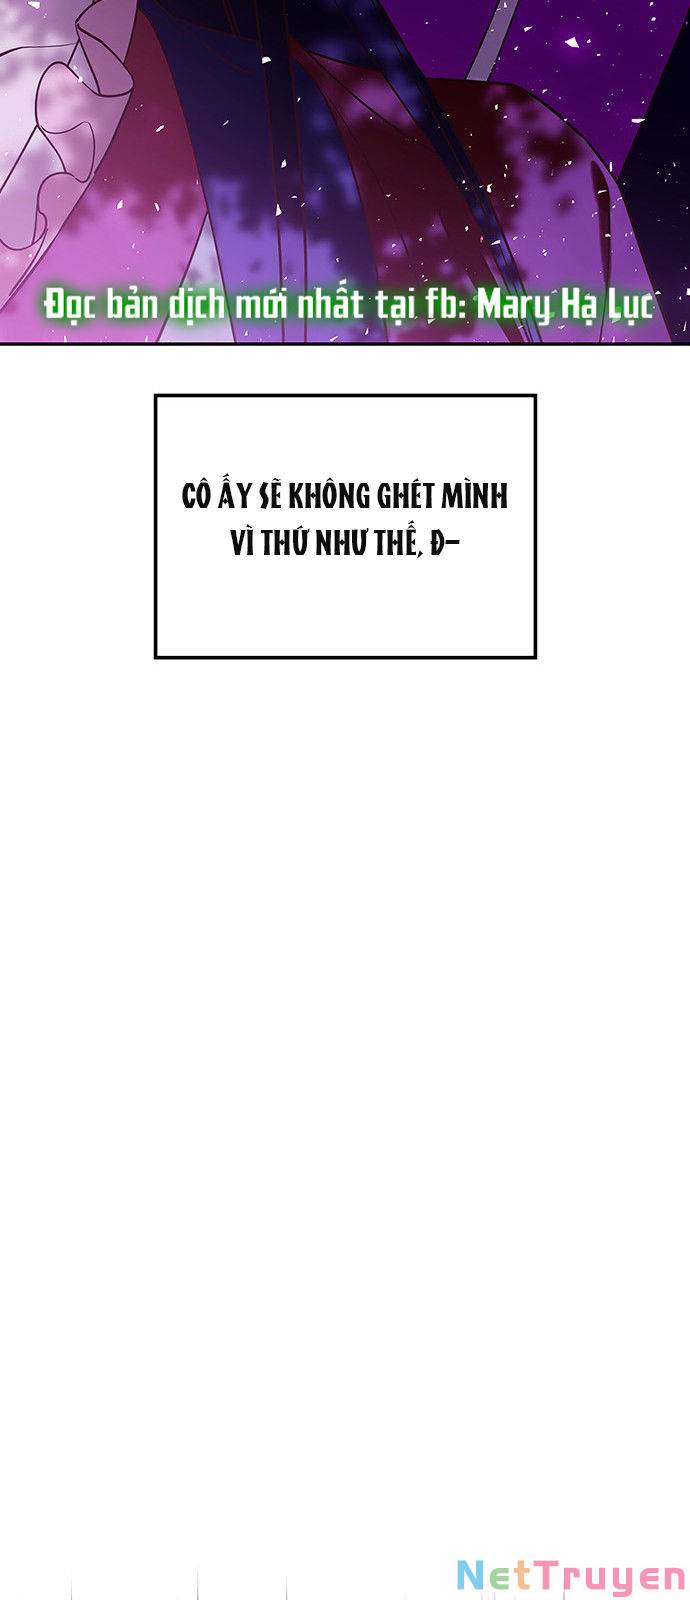 Đọc bản dịch mới nhất tại fb: Mary Hạ Lục
CÔ ẤY SẼ KHÔNG GHÉT MÌNH
VÌ THỨ NHƯ THẾ, Đ-
NetTruyen